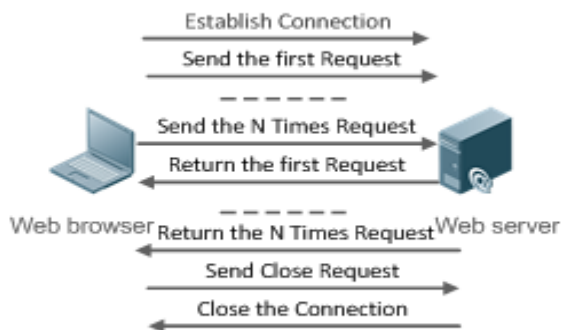 Establish Connection
Send the first Request
Send the N Times Request
Return the first Request
Web browser
Web server
Return the N Times Request
Send Close Request
Close the Connection